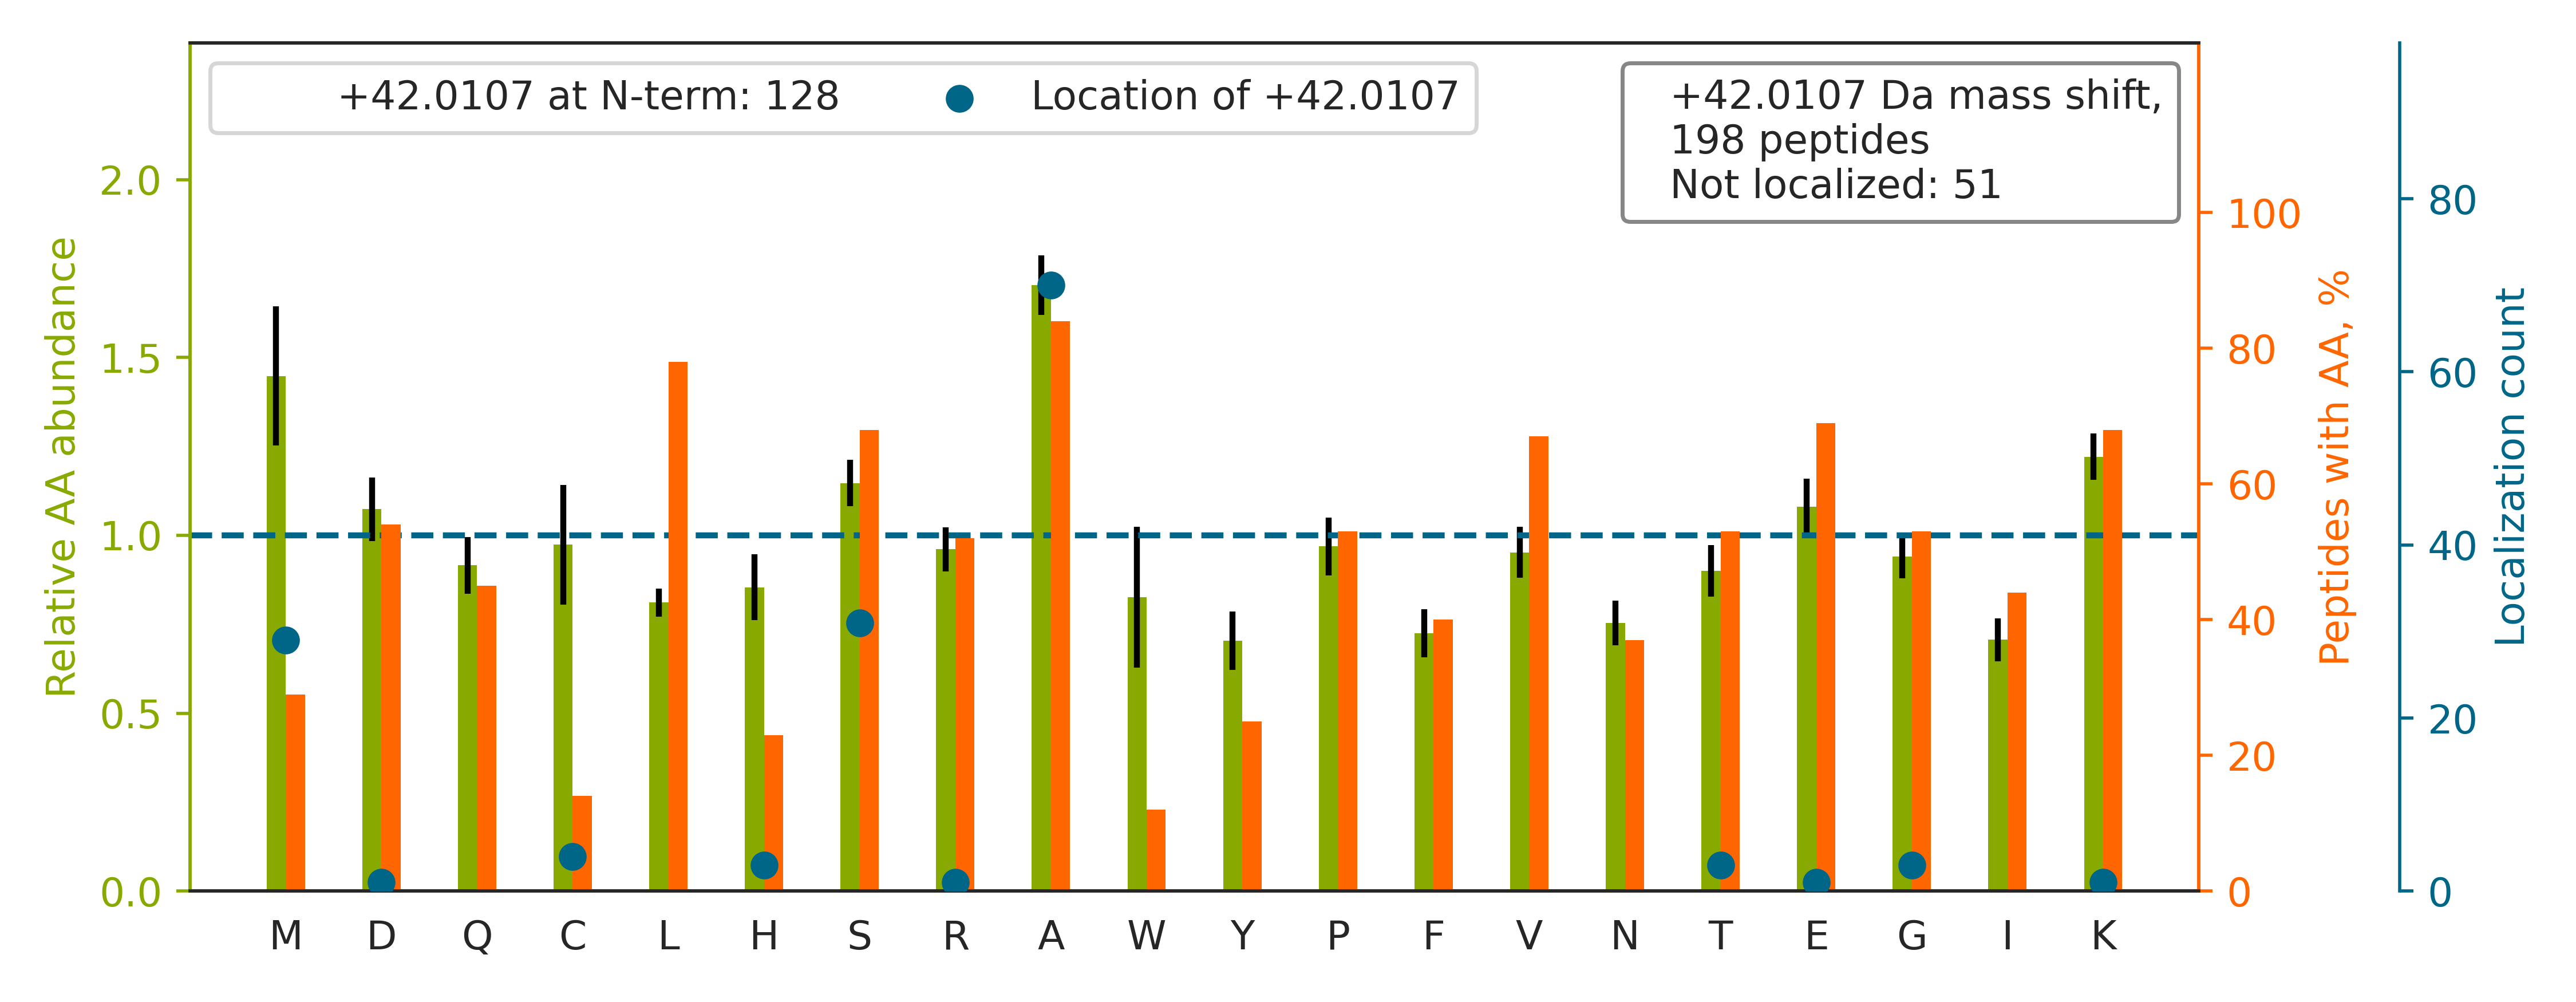 +42.0107 at N-term: 128
Location of +42.0107
+42.0107 Da mass shift,
198 peptides
Not localized: 51
Relative AA abundance
2.0
1.5
1.0
0.5
0.0
Peptides with AA, %
100
80
60
40
20
0
Localization count
80
60
40
20
0
M D Q C L H S R A W Y P F V N T E G I K